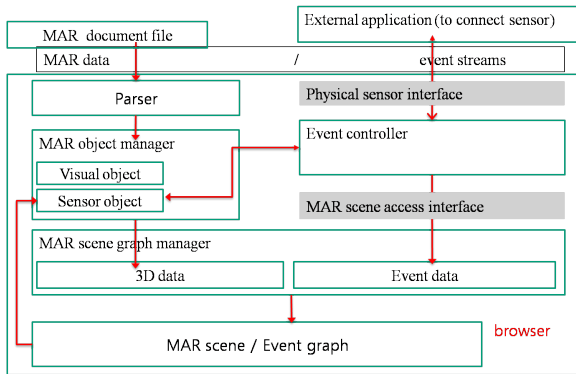 MAR document file
External application (to connect sensor)
MAR data / event streams
Parser
Physical sensor interface
MAR object manager
Event controller
Visual object
Sensor object
MAR scene access interface
MAR scene graph manager
3D data
Event data
browser
MAR scene / Event graph